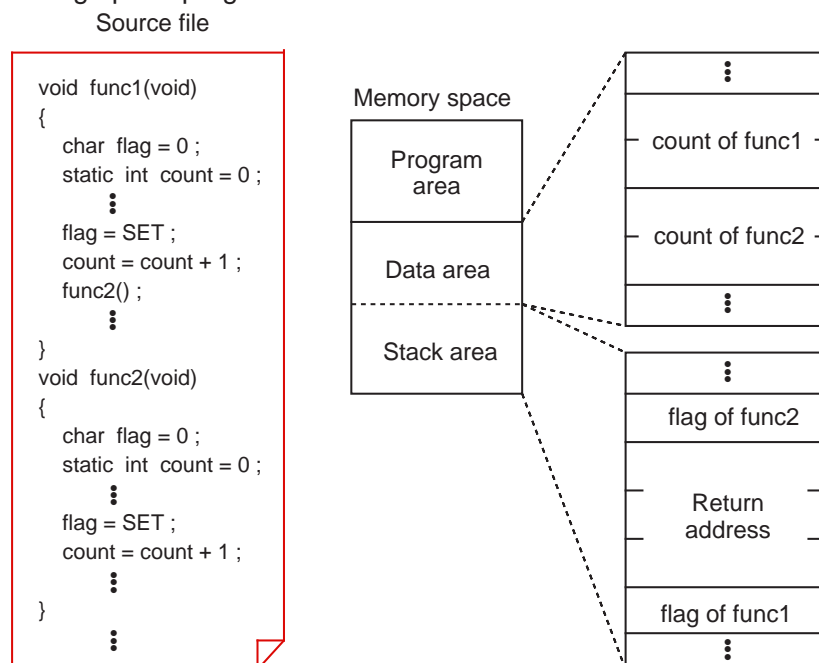 Source file
void func1(void)
{
char flag = 0 ;
static int count = 0 ;
flag = SET ;
count = count + 1 ;
func2() ;
}
void func2(void)
{
char flag = 0 ;
static int count = 0 ;
flag = SET ;
count = count + 1 ;
}
Memory space
Program
area
Data area
Stack area
count of func1
count of func2
flag of func2
Return
address
flag of func1